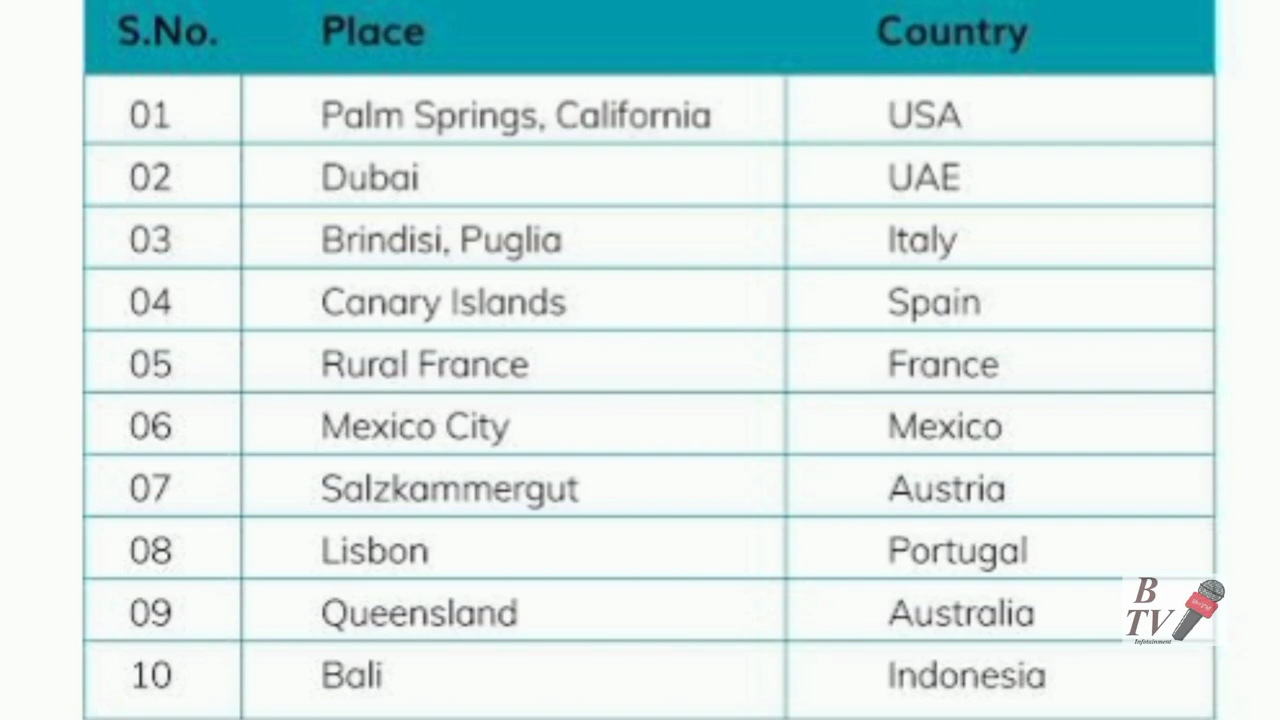 S.No. Place Country
01 Palm Springs, California USA
02 Dubai UAE
03 Brindisi, Puglia Italy
04 Canary Islands Spain
05 Rural France France
06 Mexico City Mexico
07 Salzkammergut Austria
08 Lisbon Portugal
09 Queensland Australia
10 Bali Indonesia
B
TV
Infotainment